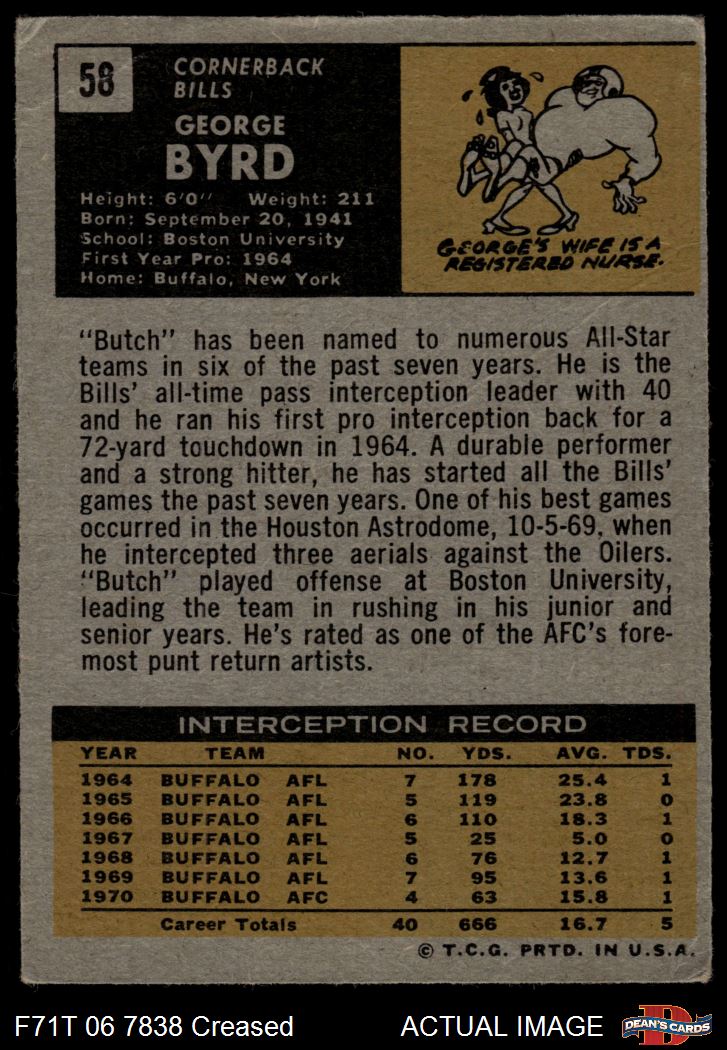 58
CORNERBACK
BILLS
GEORGE
BYRD
Height: 6'0" Weight: 211
Born: September 20, 1941
School: Boston University
First Year Pro: 1964
Home: Buffalo, New York
GEORGE'S WIFE IS A
REGISTERED NURSE.
"Butch" has been named to numerous All-Star
teams in six of the past seven years. He is the
Bills' all-time pass interception leader with 40
and he ran his first pro interception back for a
72-yard touchdown in 1964. A durable performer
and a strong hitter, he has started all the Bills'
games the past seven years. One of his best games
occurred in the Houston Astrodome, 10-5-69, when
he intercepted three aerials against the Oilers.
"Butch" played offense at Boston University,
leading the team in rushing in his junior and
senior years. He's rated as one of the AFC's fore-
most punt return artists.
INTERCEPTION RECORD
YEAR TEAM NO. YDS. AVG. TDS.
1964 BUFFALO AFL 7 178 25.4 1
1965 BUFFALO AFL 5 119 23.8 0
1966 BUFFALO AFL 6 110 18.3 1
1967 BUFFALO AFL 5 25 5.0 0
1968 BUFFALO AFL 6 76 12.7 1
1969 BUFFALO AFL 7 95 13.6 1
1970 BUFFALO AFC 4 63 15.8 1
Career Totals 40 666 16.7 5
© T.C.G. PRTD. IN U.S.A.
F71T 06 7838 Creased ACTUAL IMAGE
D
DEAN'S CARDS